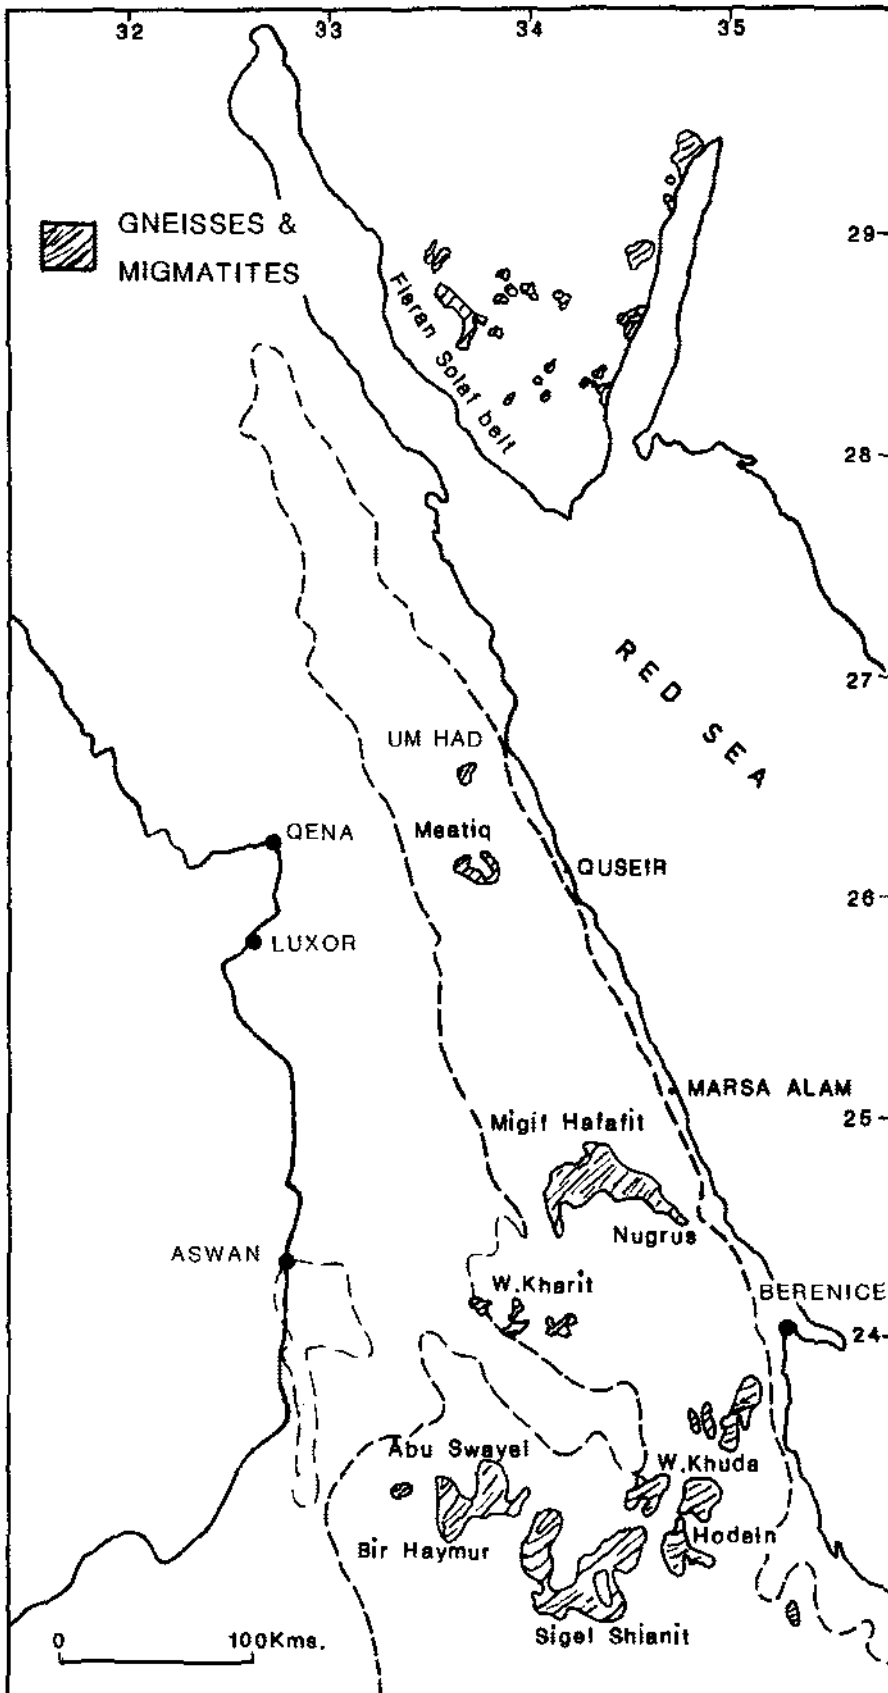 32 33 34 35
GNEISSES &
MIGMATITES
29-
Fieran Solaf belt
28-
RED SEA
27-
UM HAD
Meatiq
QENA
QUSEIR
26-
LUXOR
MARSA ALAM
Migif Hafafit
25-
Nugrus
ASWAN
W.Kharit
BERENICE
24-
Abu Swayel
W.Khuda
Bir Haymur
Hodein
Sigel Shianit
0 100Kms.